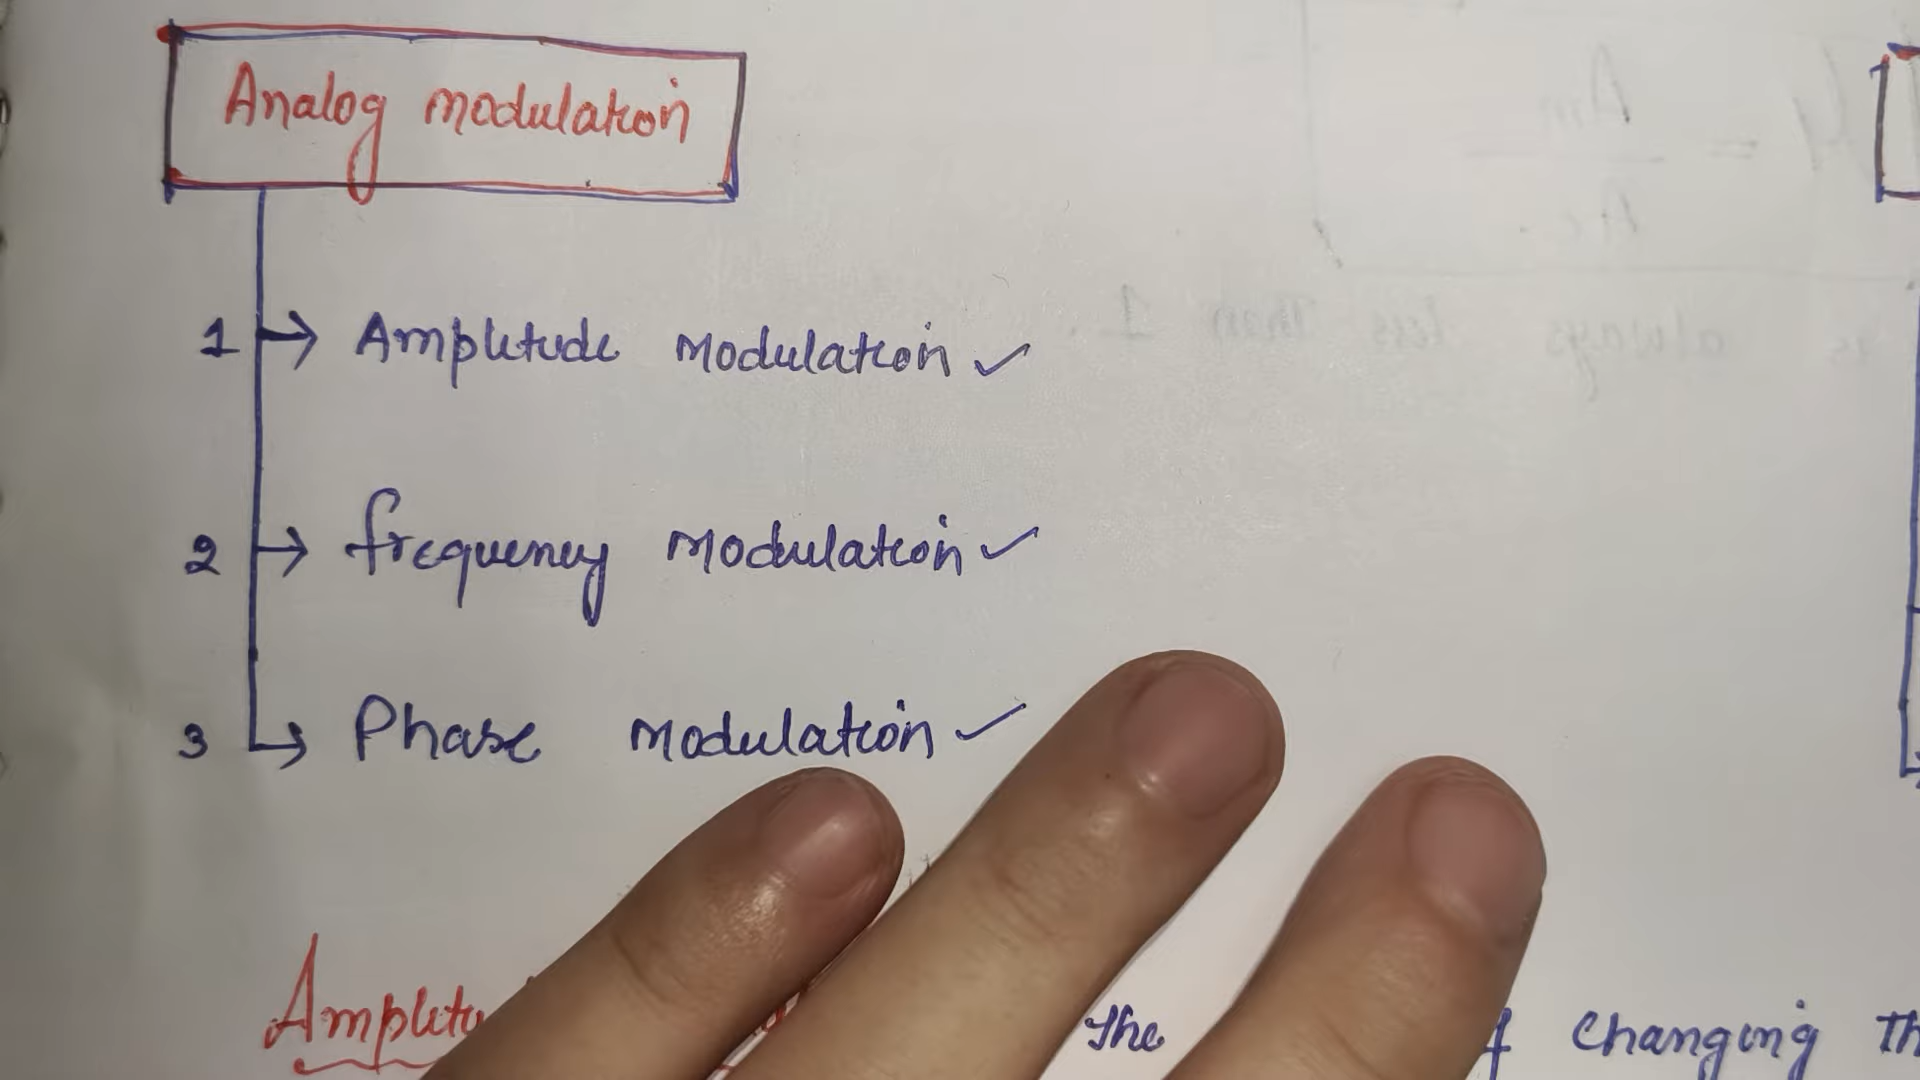 Analog modulation
1 → Amplitude modulation ✓
2 → frequency modulation ✓
3 → Phase modulation ✓
The changing